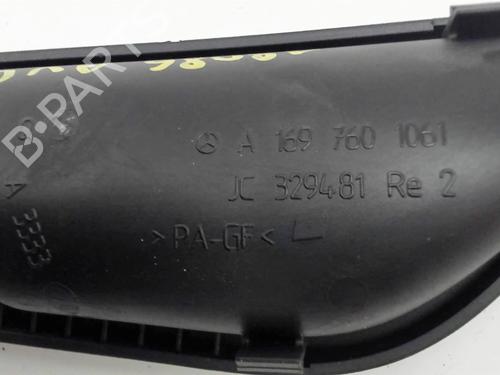 B-PARTS
A 169 760 1061
JC 329481 Re 2
>PA-GF<
A 3333